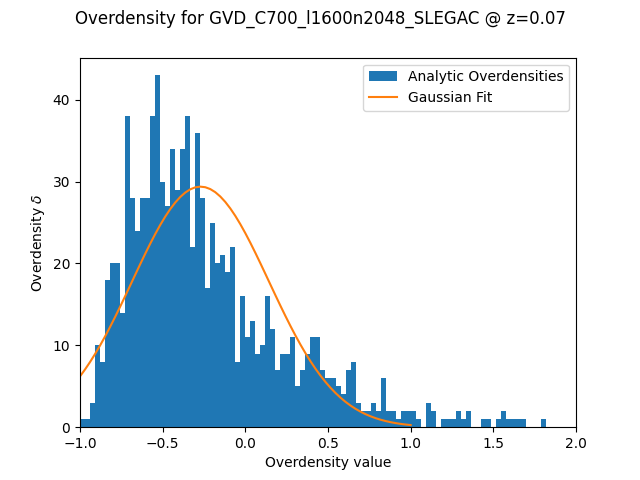 Overdensity for GVD_C700_l1600n2048_SLEGAC @ z=0.07
Analytic Overdensities
Gaussian Fit
Overdensity δ
40
30
20
10
0
−1.0 −0.5 0.0 0.5 1.0 1.5 2.0
Overdensity value